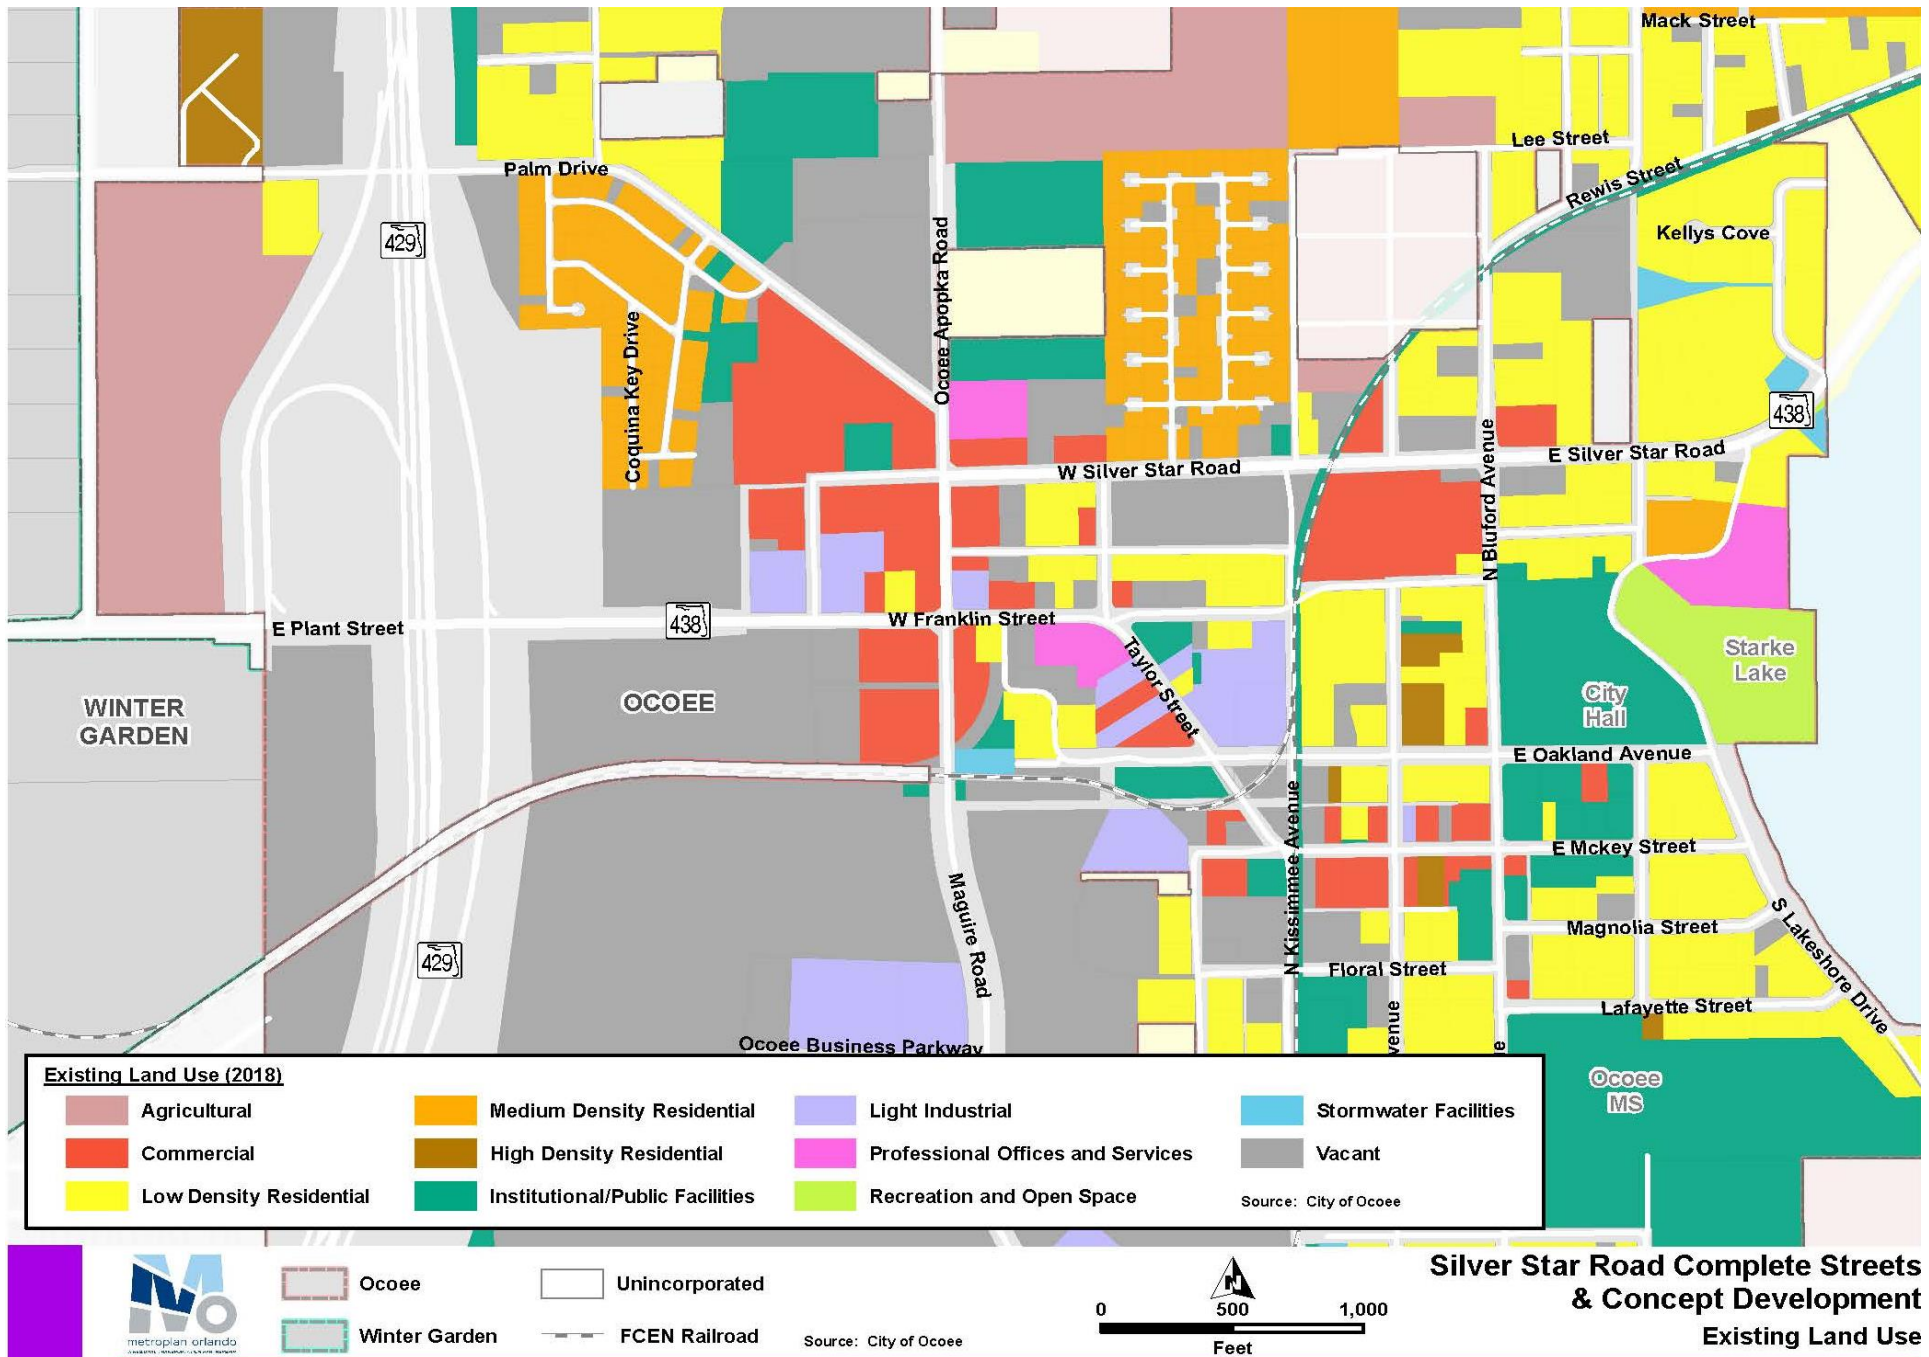 Mack Street
Lee Street
Rewis Street
Palm Drive
429
Kellys Cove
Ocoee Apopka Road
Coquina Key Drive
438
N Bluford Avenue
E Silver Star Road
W Silver Star Road
E Plant Street
438
W Franklin Street
Taylor Street
Starke
Lake
City
Hall
WINTER
GARDEN
OCOEE
E Oakland Avenue
N Kissimmee Avenue
E Mckey Street
Maguire Road
S Lakeshore Drive
Magnolia Street
429
Floral Street
Lafayette Street
Ocoee Business Parkway
venue
ue
Ocoee
MS
Existing Land Use (2018)
Agricultural
Medium Density Residential
Light Industrial
Stormwater Facilities
Commercial
High Density Residential
Professional Offices and Services
Vacant
Low Density Residential
Institutional/Public Facilities
Recreation and Open Space
Source: City of Ocoee
metroplan orlando
Ocoee
Unincorporated
Winter Garden
FCEN Railroad
Source: City of Ocoee
N
0 500 1,000
Feet
Silver Star Road Complete Streets
& Concept Development
Existing Land Use